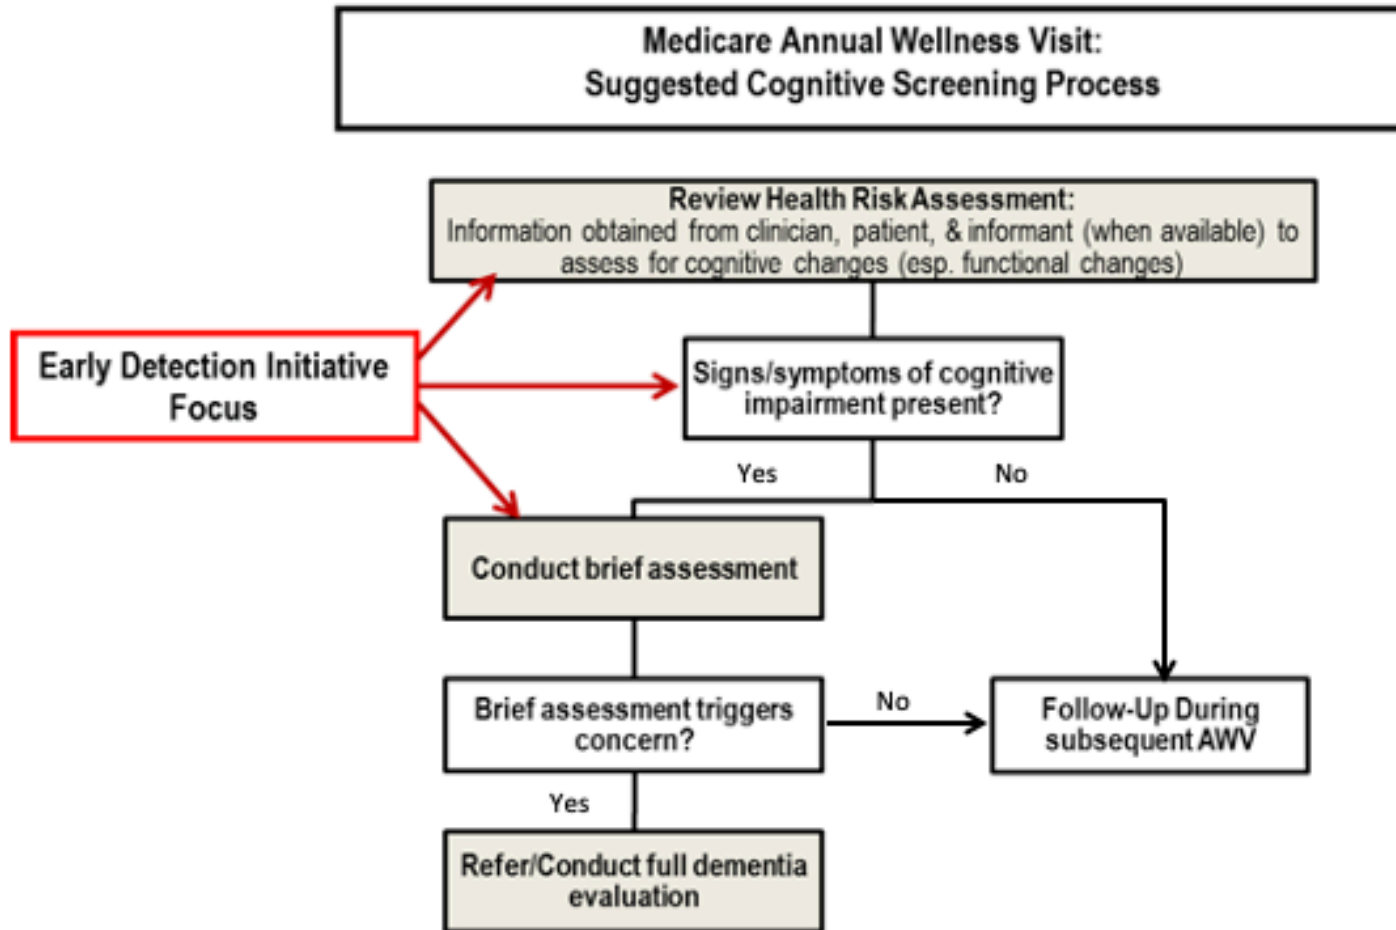 Medicare Annual Wellness Visit:
Suggested Cognitive Screening Process
Review Health Risk Assessment:
Information obtained from clinician, patient, & informant (when available) to
assess for cognitive changes (esp. functional changes)
Early Detection Initiative
Focus
Signs/symptoms of cognitive
impairment present?
Yes
No
Conduct brief assessment
Brief assessment triggers
concern?
No
Follow-Up During
subsequent AWV
Yes
Refer/Conduct full dementia
evaluation